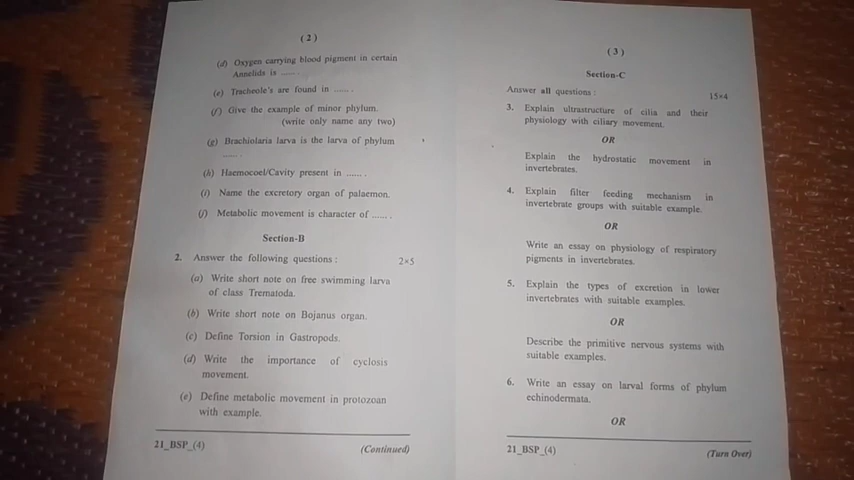 ( 2 )
(d) Oxygen carrying blood pigment in certain
Annelids is ......
(e) Tracheole's are found in ...... .
(f) Give the example of minor phylum.
(write only name any two)
(g) Brachiolaria larva is the larva of phylum
...... .
(h) Haemocoel/Cavity present in ...... .
(i) Name the excretory organ of palaemon.
(j) Metabolic movement is character of ...... .
Section-B
2. Answer the following questions : 2×5
(a) Write short note on free swimming larva
of class Trematoda.
(b) Write short note on Bojanus organ.
(c) Define Torsion in Gastropods.
(d) Write the importance of cyclosis
movement.
(e) Define metabolic movement in protozoan
with example.
21_BSP_(4) (Continued)
( 3 )
Section-C
Answer all questions : 15×4
3. Explain ultrastructure of cilia and their
physiology with ciliary movement.
OR
Explain the hydrostatic movement in
invertebrates.
4. Explain filter feeding mechanism in
invertebrate groups with suitable example.
OR
Write an essay on physiology of respiratory
pigments in invertebrates.
5. Explain the types of excretion in lower
invertebrates with suitable examples.
OR
Describe the primitive nervous systems with
suitable examples.
6. Write an essay on larval forms of phylum
echinodermata.
OR
21_BSP_(4) (Turn Over)